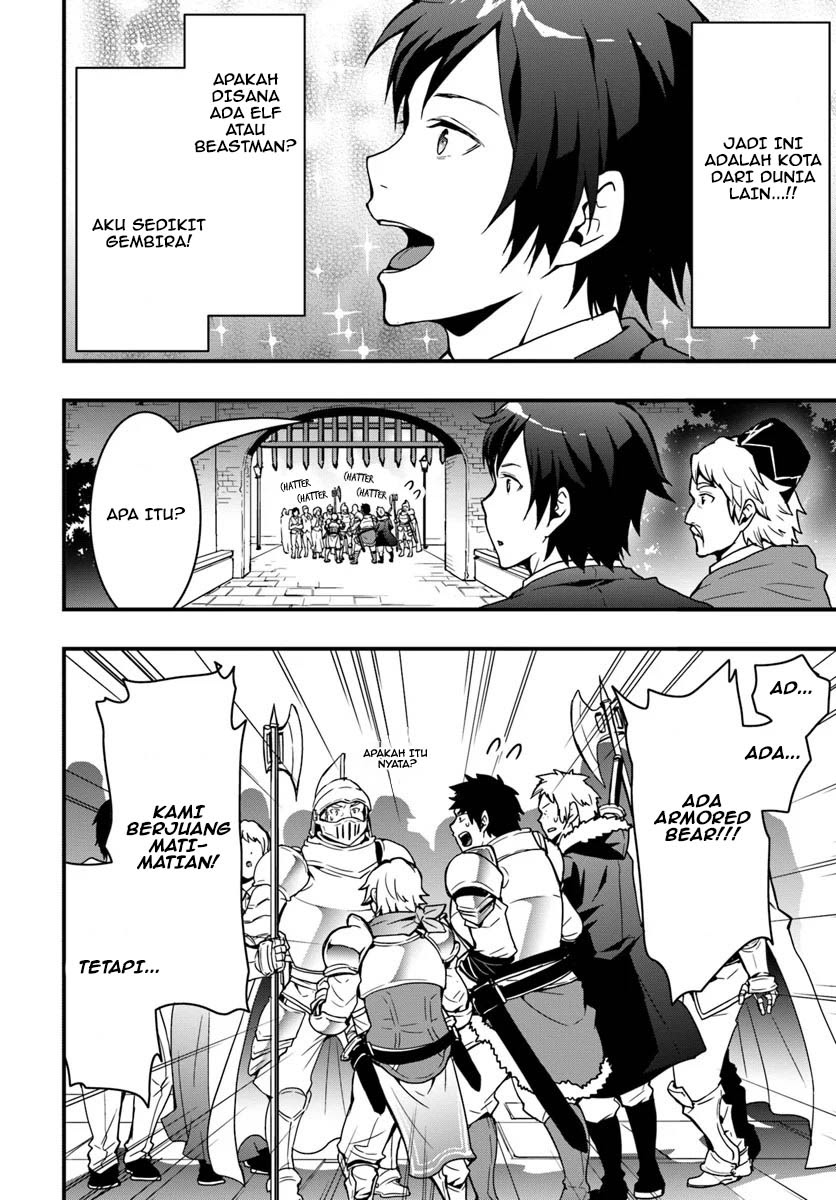 JADI INI
ADALAH KOTA
DARI DUNIA
LAIN...!!
APAKAH
DISANA
ADA ELF
ATAU
BEASTMAN?
AKU SEDIKIT
GEMBIRA!
CHATTER
CHATTER
CHATTER
CHATTER
APA ITU?
AD...
ADA...
ADA
ARMORED
BEAR!!!
APAKAH ITU
NYATA?
KAMI
BERJUANG
MATI-
MATIAN!
TETAPI...